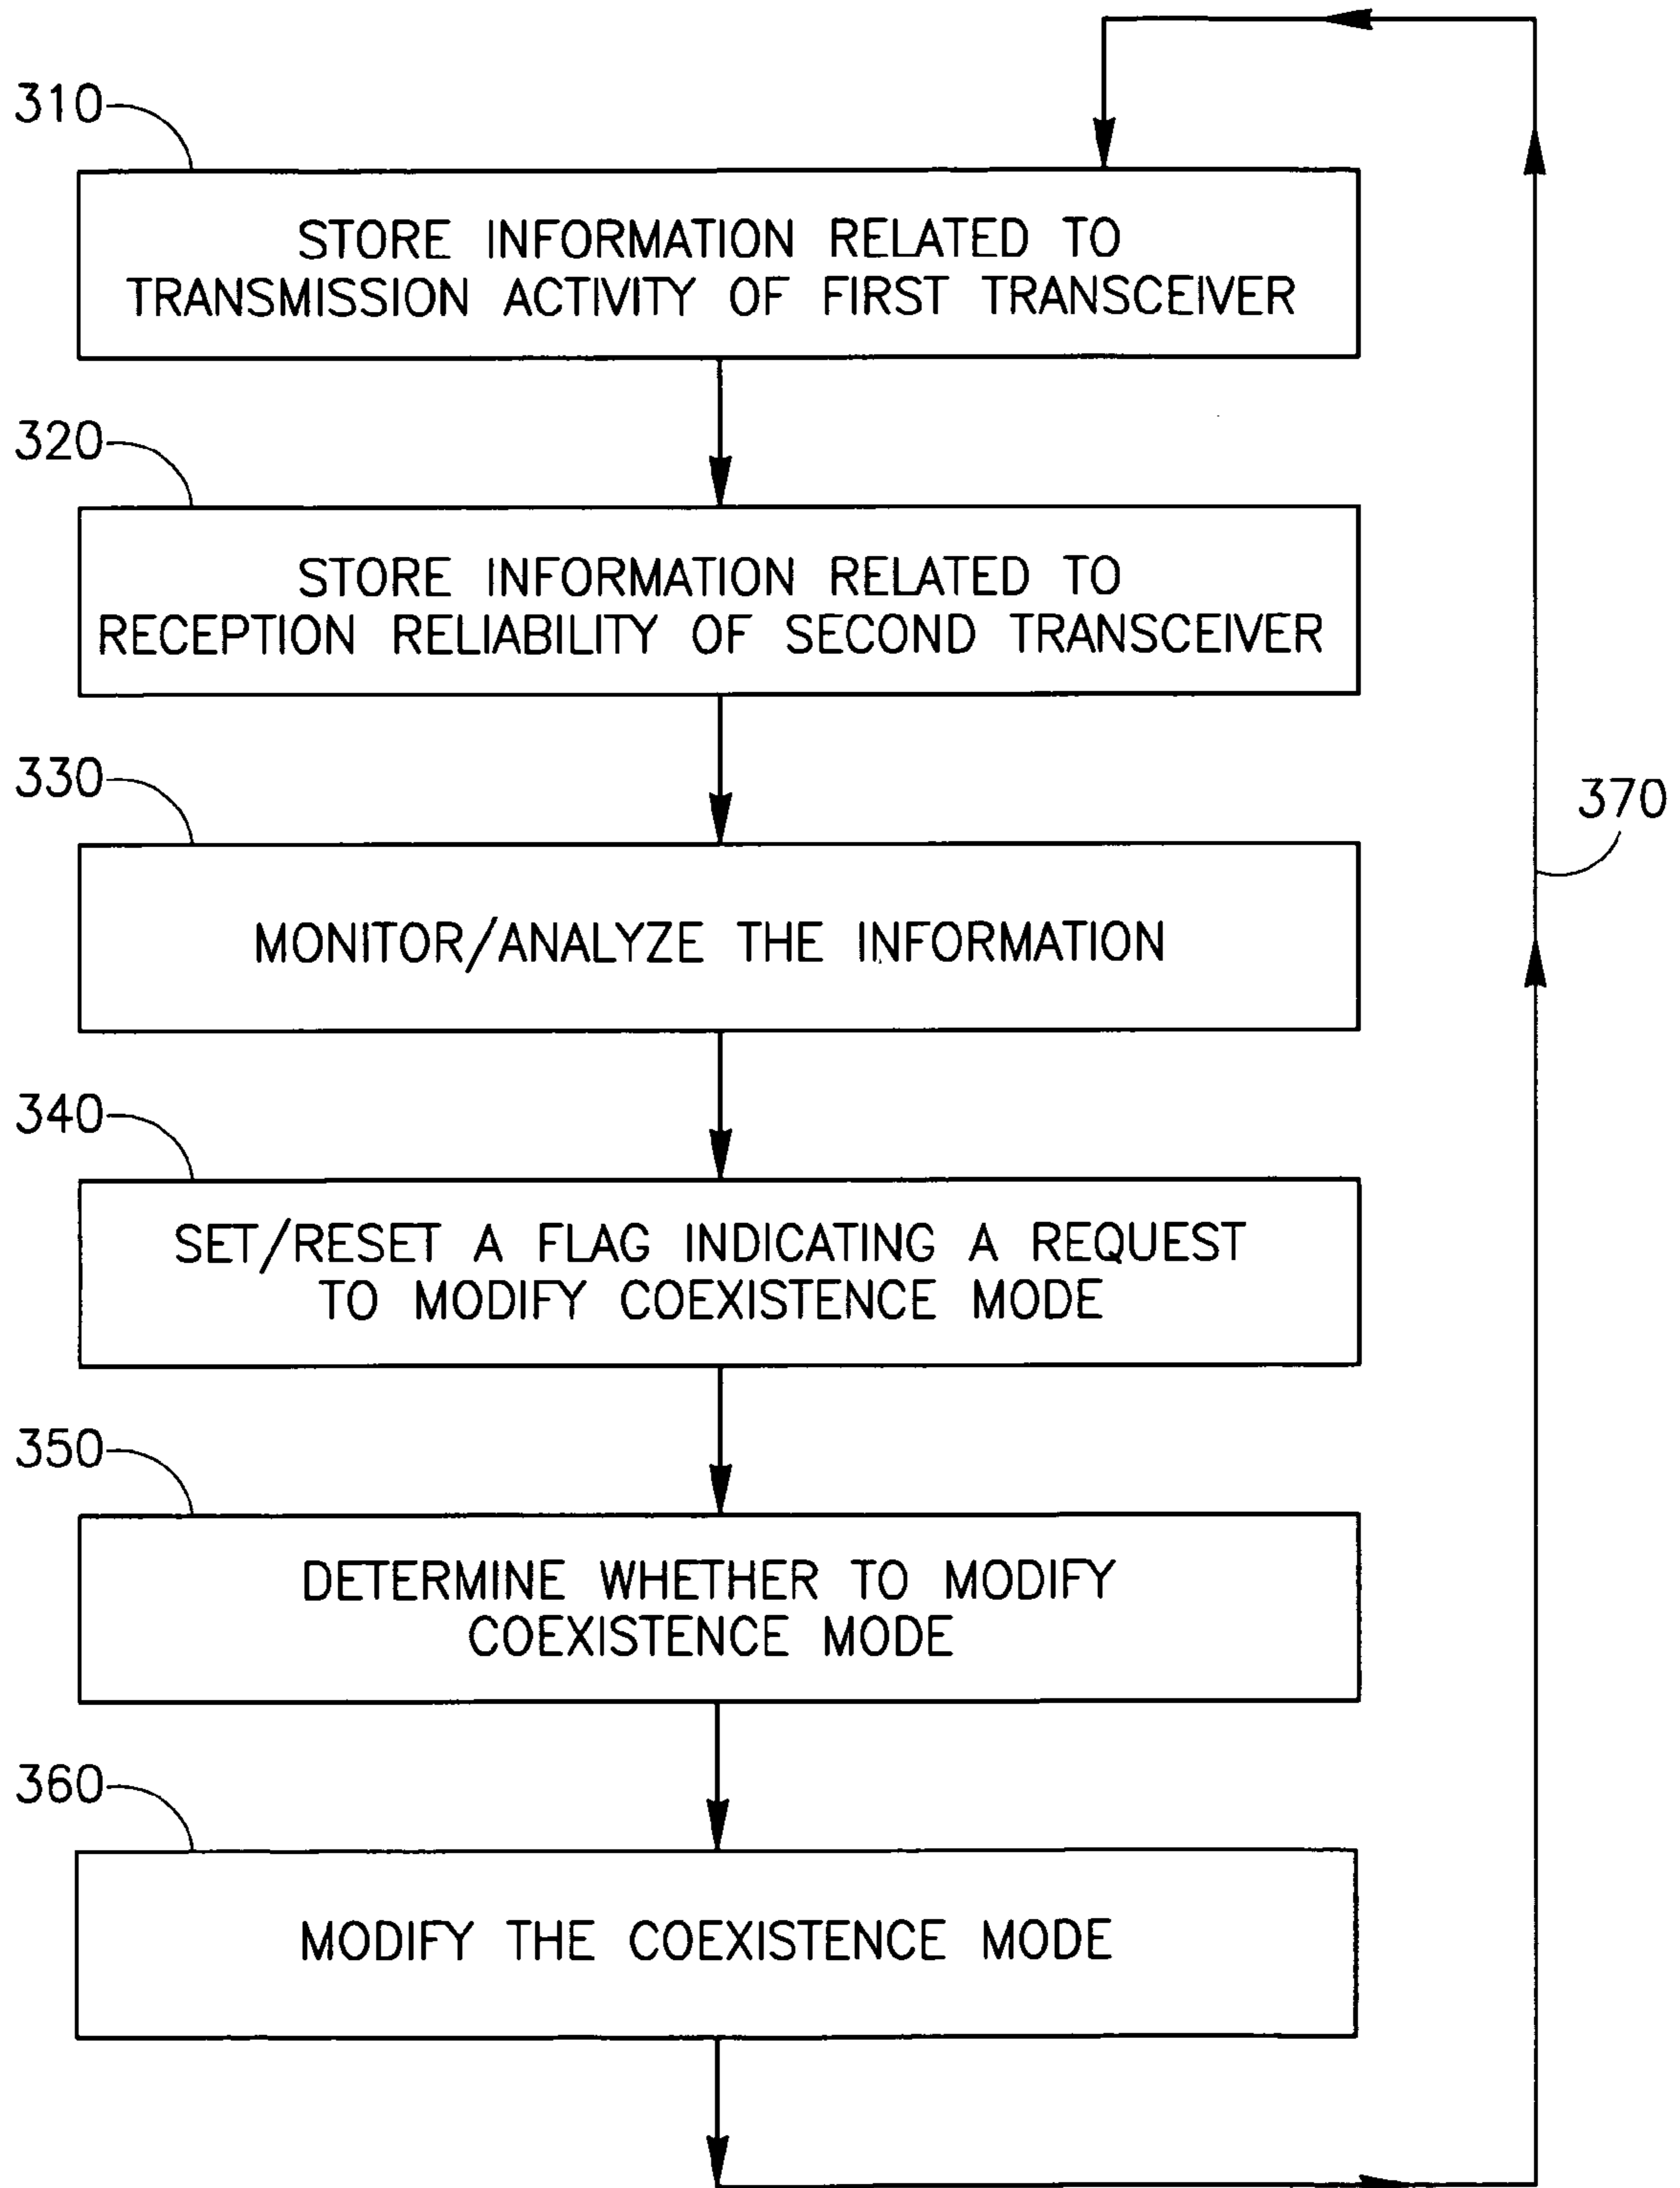 310
STORE INFORMATION RELATED TO
TRANSMISSION ACTIVITY OF FIRST TRANSCEIVER
320
STORE INFORMATION RELATED TO
RECEPTION RELIABILITY OF SECOND TRANSCEIVER
330
MONITOR/ANALYZE THE INFORMATION
370
340
SET/RESET A FLAG INDICATING A REQUEST
TO MODIFY COEXISTENCE MODE
350
DETERMINE WHETHER TO MODIFY
COEXISTENCE MODE
360
MODIFY THE COEXISTENCE MODE